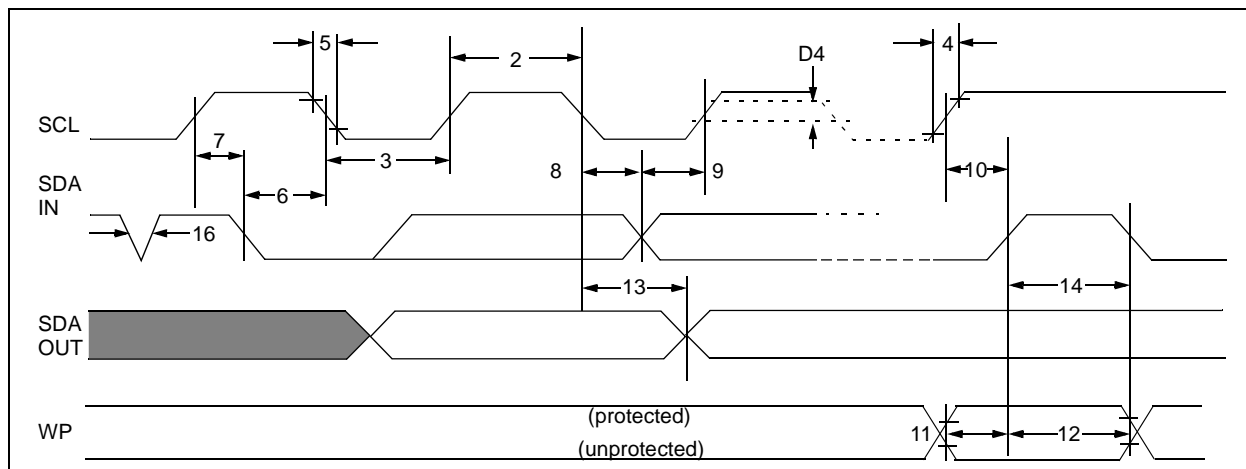 5
2
D4
4
SCL
7
3
8
9
10
SDA
IN
6
16
13
14
SDA
OUT
WP
(protected)
(unprotected)
11
12